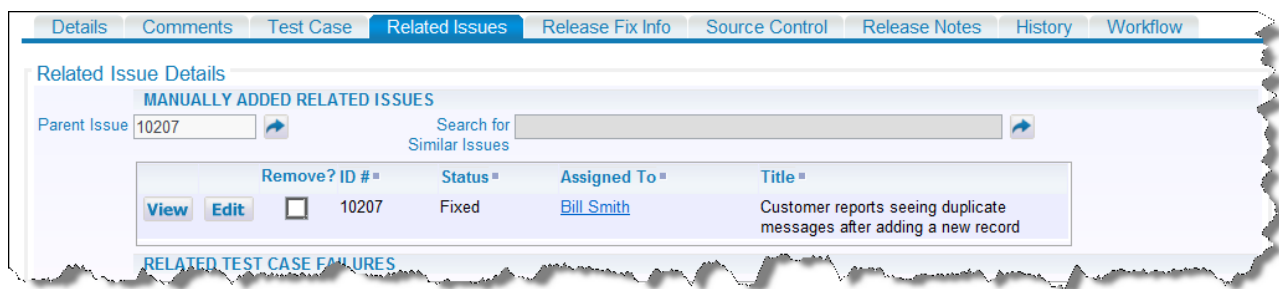 Details Comments Test Case Related Issues Release Fix Info Source Control Release Notes History Workflow
Related Issue Details
MANUALLY ADDED RELATED ISSUES
Parent Issue 10207 Search for
Similar Issues
Remove? ID # Status Assigned To Title
View Edit 10207 Fixed Bill Smith Customer reports seeing duplicate
messages after adding a new record
RELATED TEST CASE FAILURES